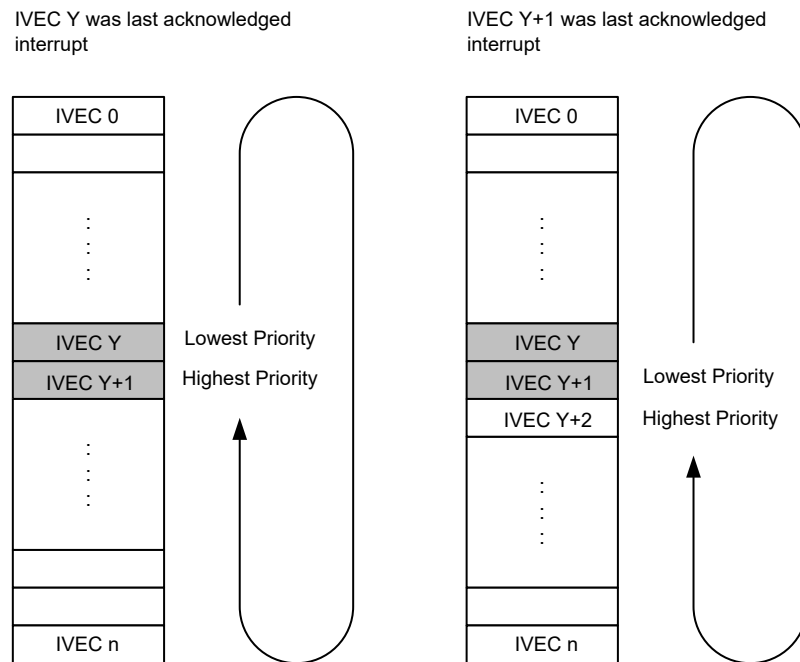 IVEC Y was last acknowledged
interrupt
IVEC 0
IVEC Y
Lowest Priority
IVEC Y+1
Highest Priority
IVEC n
IVEC Y+1 was last acknowledged
interrupt
IVEC 0
IVEC Y
IVEC Y+1
Lowest Priority
IVEC Y+2
Highest Priority
IVEC n